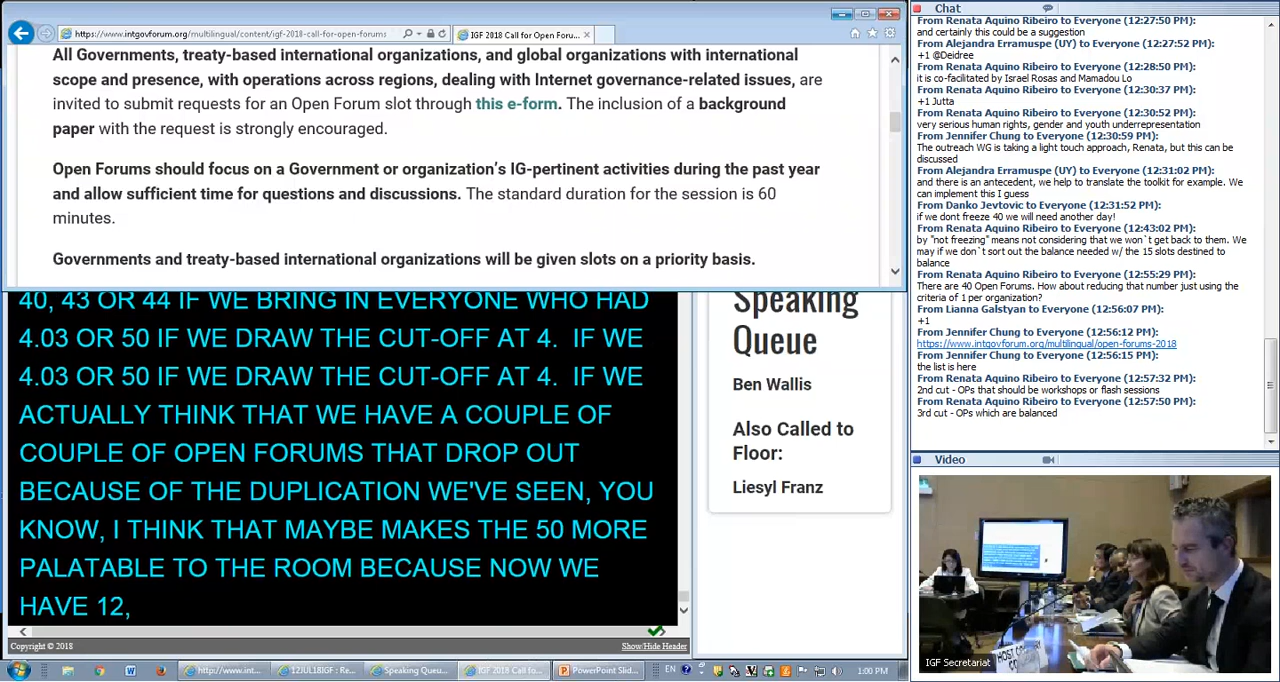 https://www.intgovforum.org/multilingual/content/igf-2018-call-for-open-forums
IGF 2018 Call for Open Foru...
All Governments, treaty-based international organizations, and global organizations with international
scope and presence, with operations across regions, dealing with Internet governance-related issues, are
invited to submit requests for an Open Forum slot through this e-form. The inclusion of a background
paper with the request is strongly encouraged.
Open Forums should focus on a Government or organization's IG-pertinent activities during the past year
and allow sufficient time for questions and discussions. The standard duration for the session is 60
minutes.
Governments and treaty-based international organizations will be given slots on a priority basis.
40, 43 OR 44 IF WE BRING IN EVERYONE WHO HAD
4.03 OR 50 IF WE DRAW THE CUT-OFF AT 4. IF WE
4.03 OR 50 IF WE DRAW THE CUT-OFF AT 4. IF WE
ACTUALLY THINK THAT WE HAVE A COUPLE OF
COUPLE OF OPEN FORUMS THAT DROP OUT
BECAUSE OF THE DUPLICATION WE'VE SEEN, YOU
KNOW, I THINK THAT MAYBE MAKES THE 50 MORE
PALATABLE TO THE ROOM BECAUSE NOW WE
HAVE 12,
Copyright © 2018
Show/Hide Header
Speaking
Queue
Ben Wallis
Also Called to
Floor:
Liesyl Franz
Chat
From Renata Aquino Ribeiro to Everyone (12:27:50 PM):
and certainly this could be a suggestion
From Alejandra Erramuspe (UY) to Everyone (12:27:52 PM):
+1 @Deidree
From Renata Aquino Ribeiro to Everyone (12:28:50 PM):
it is co-facilitated by Israel Rosas and Mamadou Lo
From Renata Aquino Ribeiro to Everyone (12:30:37 PM):
+1 Jutta
From Renata Aquino Ribeiro to Everyone (12:30:52 PM):
very serious human rights, gender and youth underrepresentation
From Jennifer Chung to Everyone (12:30:59 PM):
The outreach WG is taking a light touch approach, Renata, but this can be
discussed
From Alejandra Erramuspe (UY) to Everyone (12:31:02 PM):
and there is an antecedent, we help to translate the toolkit for example. We
can implement this I guess
From Danko Jevtovic to Everyone (12:31:52 PM):
if we dont freeze 40 we will need another day!
From Renata Aquino Ribeiro to Everyone (12:43:02 PM):
by "not freezing" means not considering that we won`t get back to them. We
may if we don`t sort out the balance needed w/ the 15 slots destined to
balance
From Renata Aquino Ribeiro to Everyone (12:55:29 PM):
There are 40 Open Forums. How about reducing that number just using the
criteria of 1 per organization?
From Lianna Galstyan to Everyone (12:56:07 PM):
+1
From Jennifer Chung to Everyone (12:56:12 PM):
https://www.intgovforum.org/multilingual/open-forums-2018
From Jennifer Chung to Everyone (12:56:15 PM):
the list is here
From Renata Aquino Ribeiro to Everyone (12:57:32 PM):
2nd cut - OPs that should be workshops or flash sessions
From Renata Aquino Ribeiro to Everyone (12:57:50 PM):
3rd cut - OPs which are balanced
Video
HOST COUNTRY
IGF Secretariat
http://www.int...
12JUL18IGF : Re...
Speaking Queu...
IGF 2018 Call fo...
PowerPoint Slid...
EN
1:00 PM